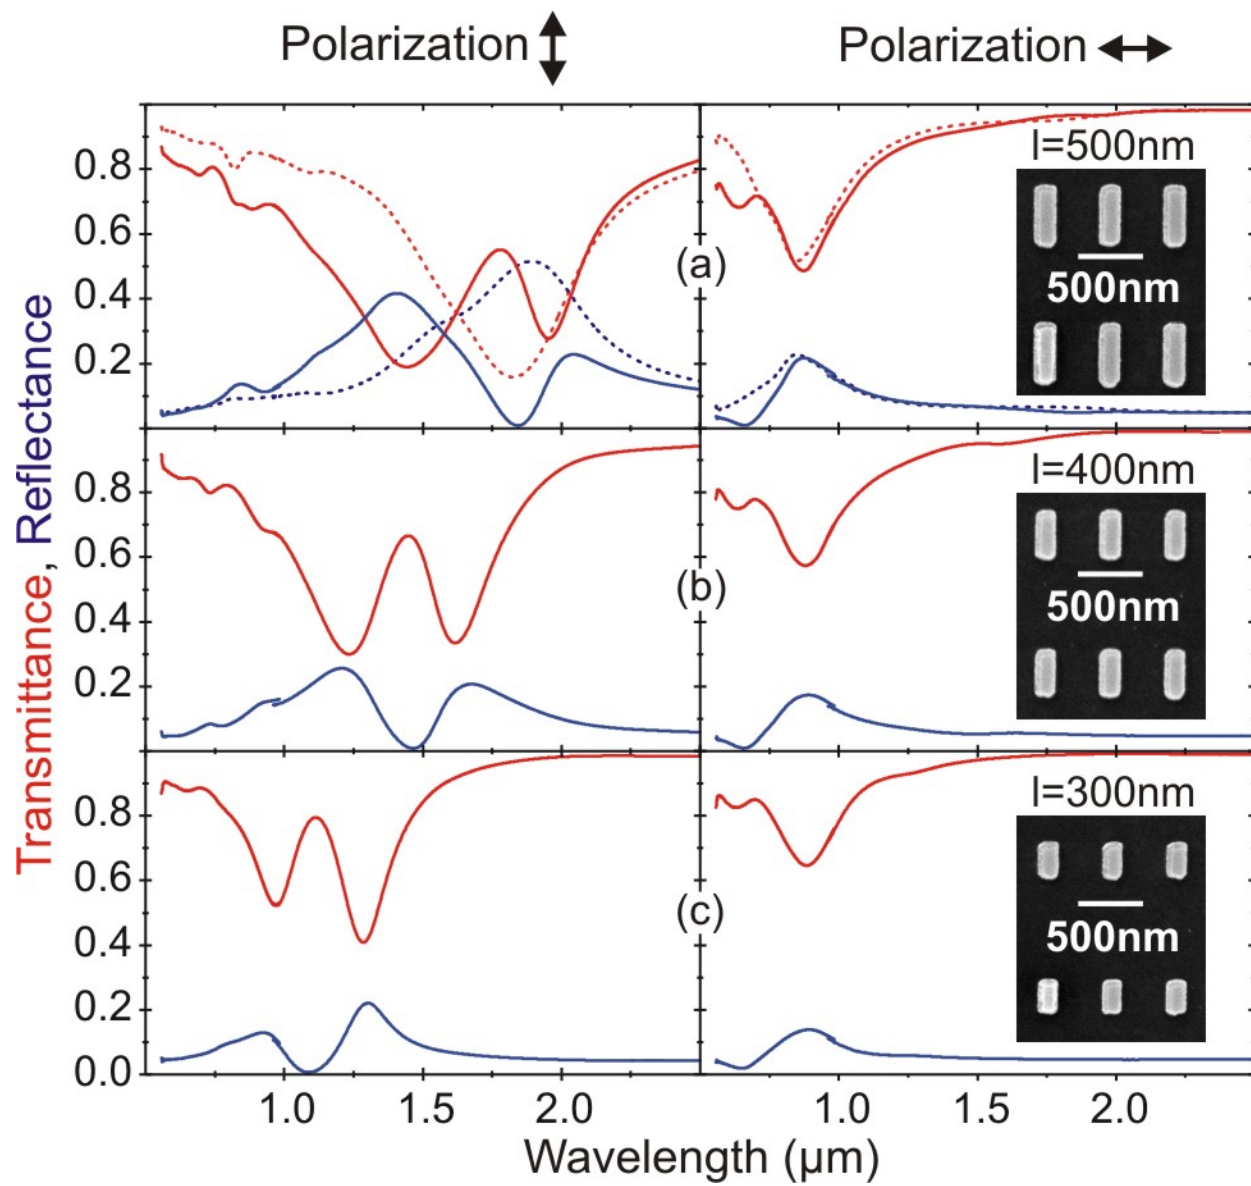 Polarization ↕ Polarization ↔
Transmittance, Reflectance
0.8
0.6
0.4
0.2
(a)
l=500nm
500nm
0.8
0.6
0.4
0.2
(b)
l=400nm
500nm
0.8
0.6
0.4
0.2
0.0
(c)
l=300nm
500nm
1.0 1.5 2.0 1.0 1.5 2.0
Wavelength (µm)